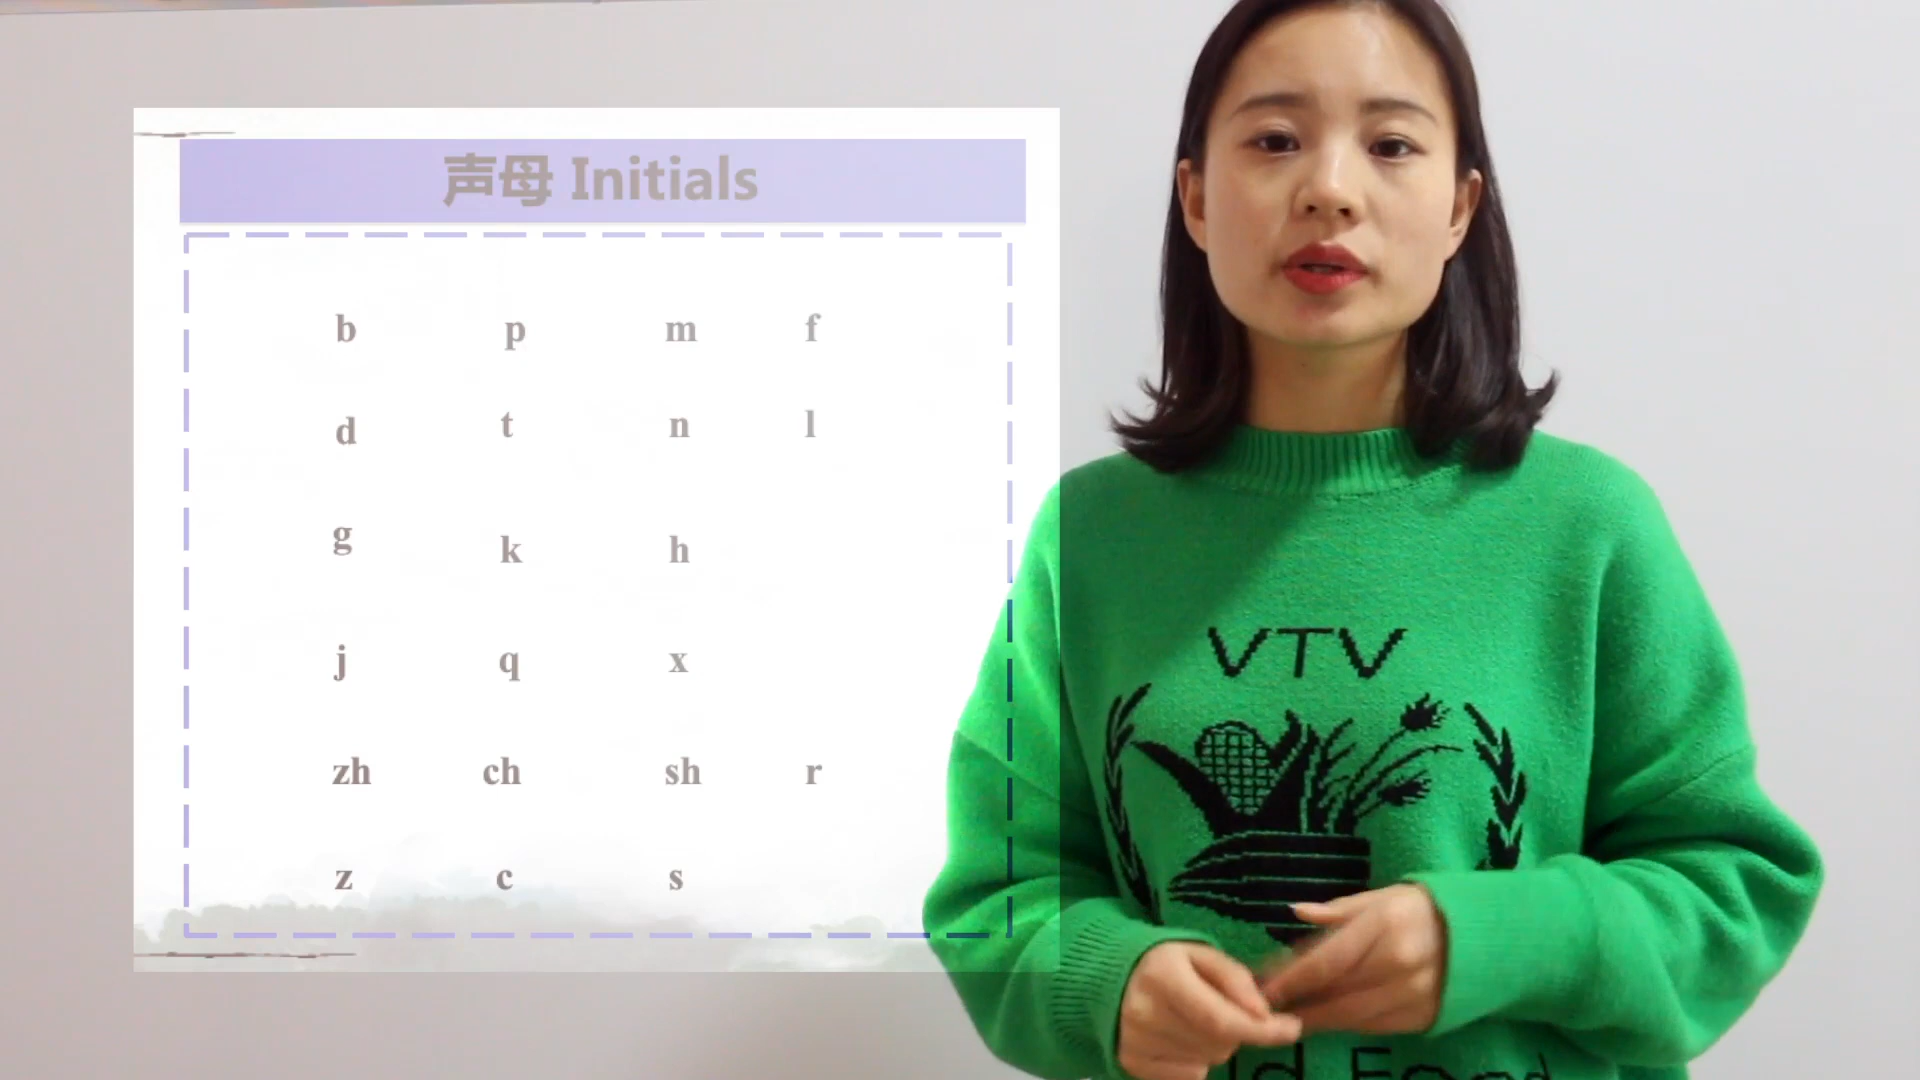 声母 Initials
b p m f
d t n l
g k h
j q x
zh ch sh r
z c s
VTV